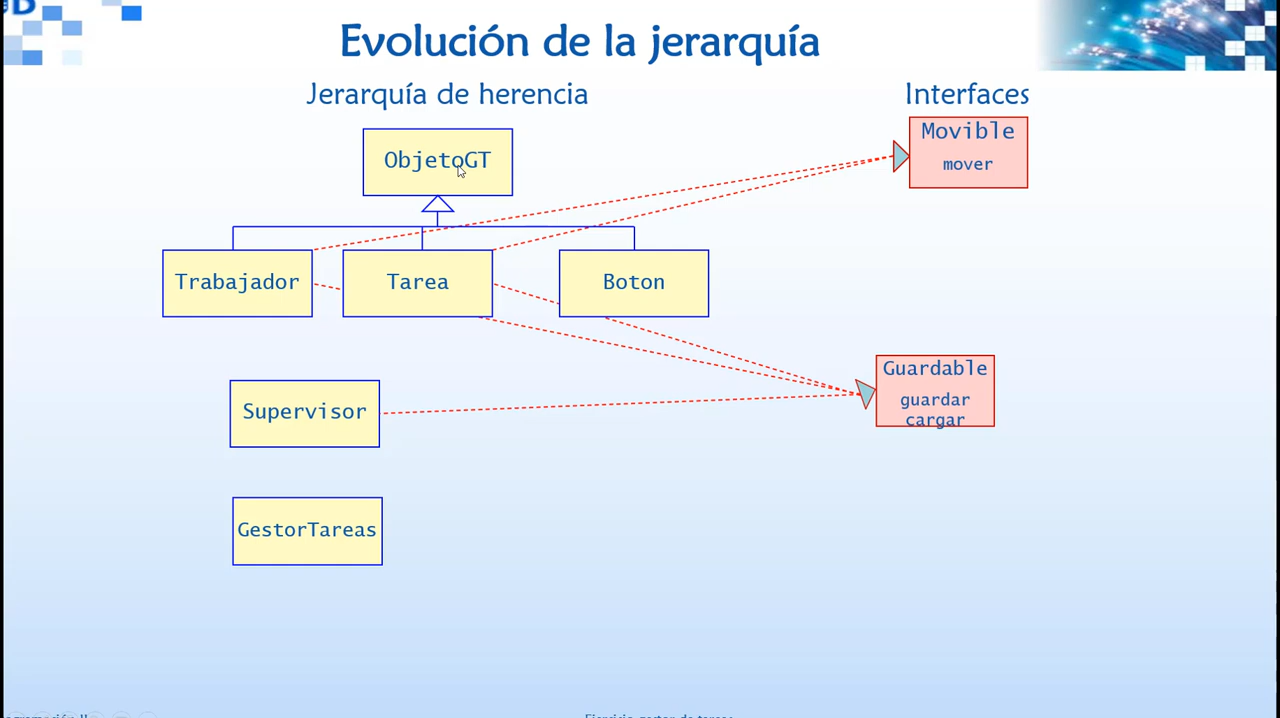 Evolución de la jerarquía
Jerarquía de herencia
Interfaces
ObjetoGT
Movible
mover
Trabajador
Tarea
Boton
Guardable
guardar
cargar
Supervisor
GestorTareas